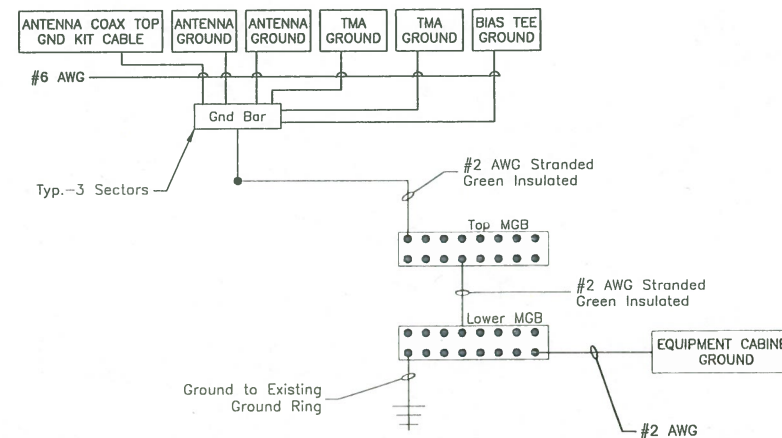 ANTENNA COAX TOP
GND KIT CABLE
ANTENNA
GROUND
ANTENNA
GROUND
TMA
GROUND
TMA
GROUND
BIAS TEE
GROUND
#6 AWG
Gnd Bar
Typ.-3 Sectors
#2 AWG Stranded
Green Insulated
Top MGB
#2 AWG Stranded
Green Insulated
Lower MGB
EQUIPMENT CABINE
GROUND
Ground to Existing
Ground Ring
#2 AWG